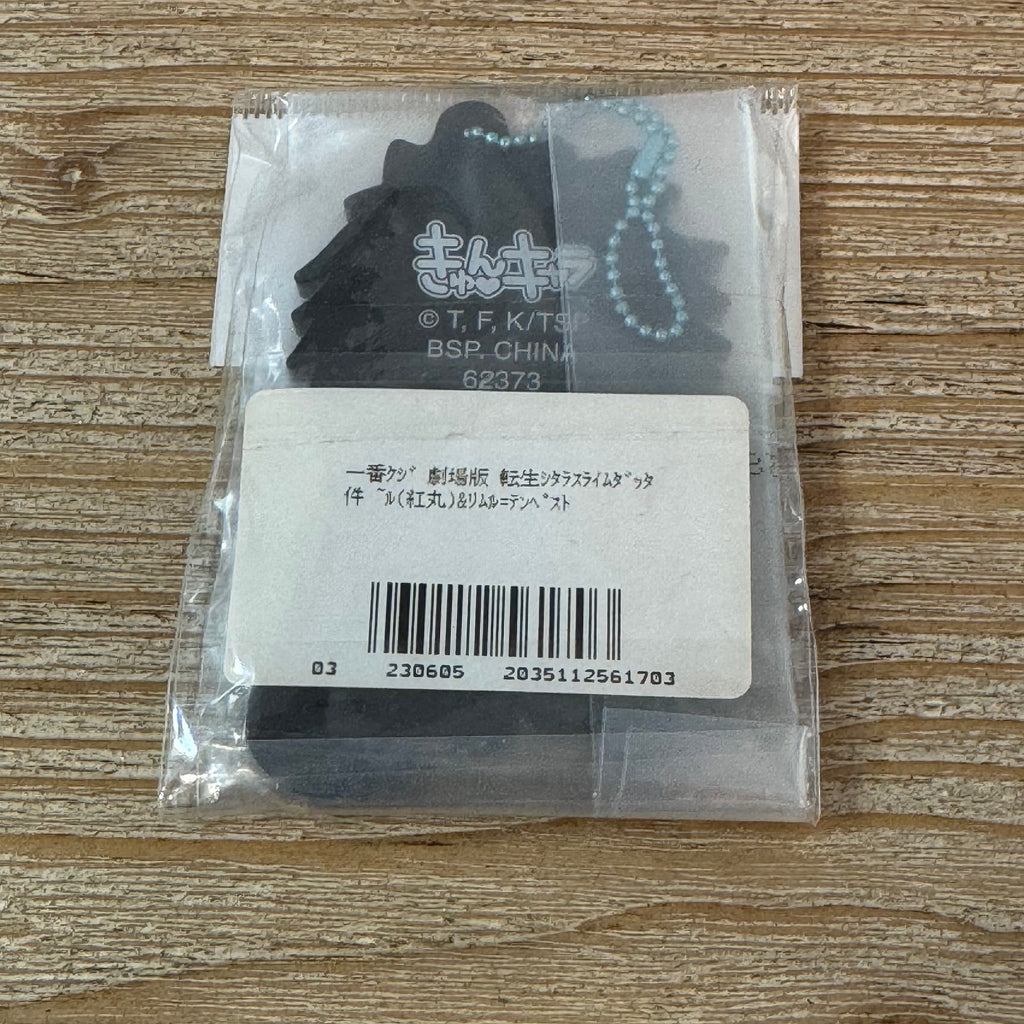 きゅんキャラ
© T, F, K/TSP
BSP. CHINA
62373
一番ｸｼﾞ 劇場版 転生ｼﾀﾗｽﾗｲﾑﾀﾞｯﾀ
件 ~ﾙ(紅丸)&ﾘﾑﾙ=ﾃﾝﾍﾟｽﾄ
03 230605 2035112561703